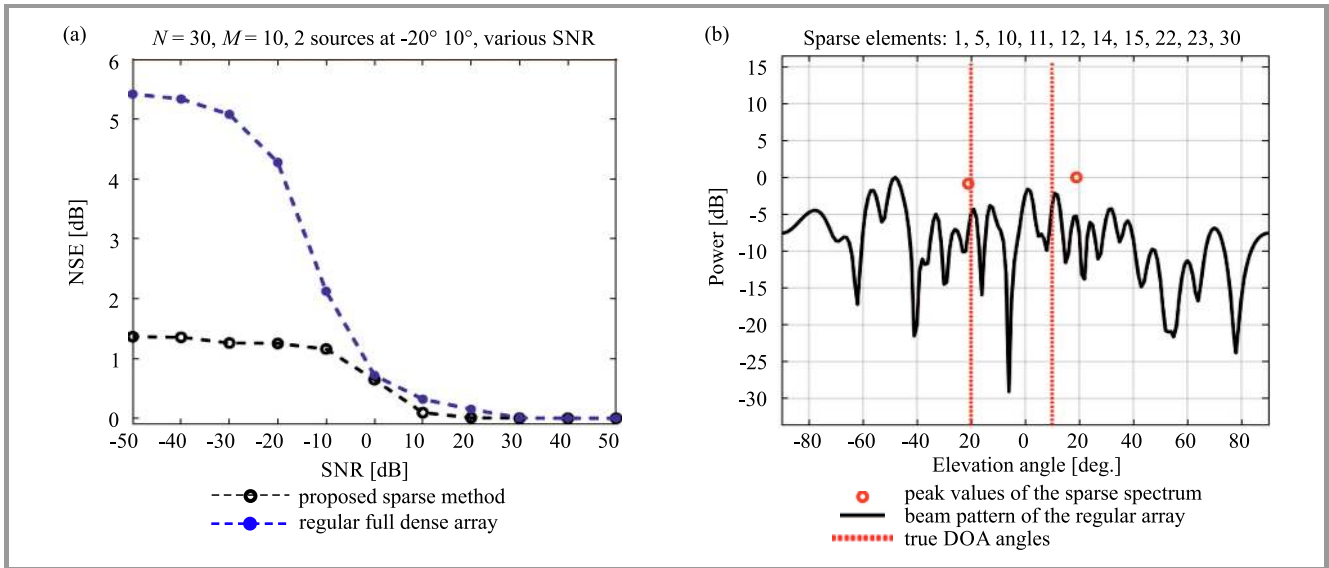 (a)
N = 30, M = 10, 2 sources at -20° 10°, various SNR
6
5
4
3
2
1
0
NSE [dB]
-50 -40 -30 -20 -10 0 10 20 30 40 50
SNR [dB]
proposed sparse method
regular full dense array
(b)
Sparse elements: 1, 5, 10, 11, 12, 14, 15, 22, 23, 30
15
10
5
0
-5
-10
-15
-20
-25
-30
Power [dB]
-80 -60 -40 -20 0 20 40 60 80
Elevation angle [deg.]
peak values of the sparse spectrum
beam pattern of the regular array
true DOA angles